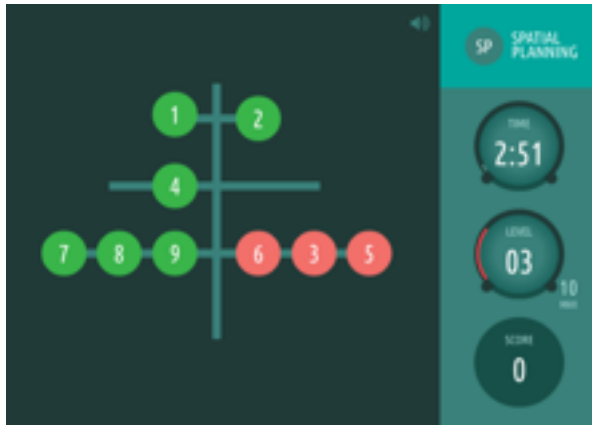 SP SPATIAL
PLANNING
1 2
TIME
2:51
4
LEVEL
03
7 8 9 6 3 5
10
SCORE
0